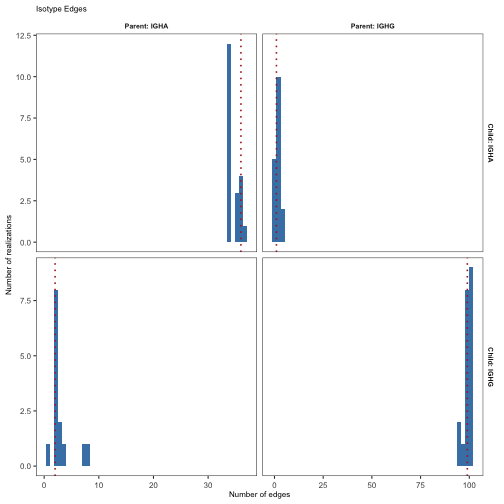 Isotype Edges
Parent: IGHA
Parent: IGHG
12.5
10.0
7.5
5.0
2.5
0.0
Child: IGHA
Number of realizations
7.5
5.0
2.5
0.0
Child: IGHG
0
10
20
30
0
25
50
75
100
Number of edges